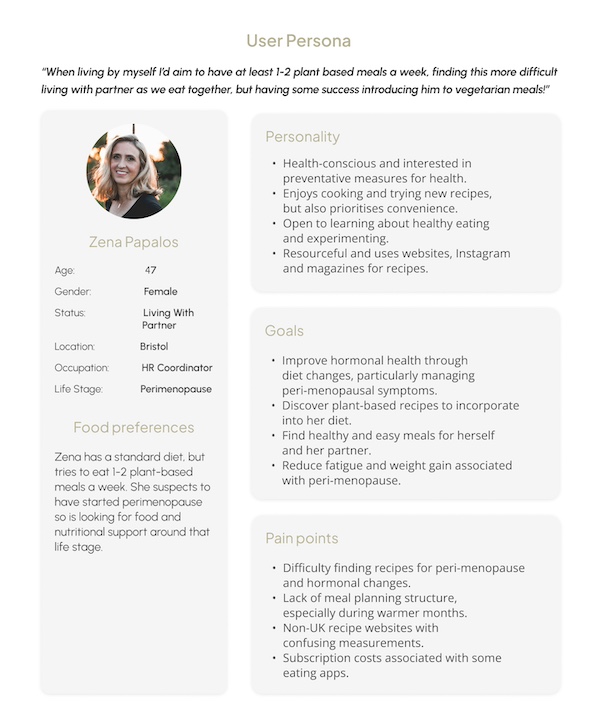 User Persona
“When living by myself I’d aim to have at least 1-2 plant based meals a week, finding this more difficult
living with partner as we eat together, but having some success introducing him to vegetarian meals!”
Zena Papalos
Age: 47
Gender: Female
Status: Living With
Partner
Location: Bristol
Occupation: HR Coordinator
Life Stage: Perimenopause
Food preferences
Zena has a standard diet, but
tries to eat 1-2 plant-based
meals a week. She suspects to
have started perimenopause
so is looking for food and
nutritional support around that
life stage.
Personality
• Health-conscious and interested in
preventative measures for health.
• Enjoys cooking and trying new recipes,
but also prioritises convenience.
• Open to learning about healthy eating
and experimenting.
• Resourceful and uses websites, Instagram
and magazines for recipes.
Goals
• Improve hormonal health through
diet changes, particularly managing
peri-menopausal symptoms.
• Discover plant-based recipes to incorporate
into her diet.
• Find healthy and easy meals for herself
and her partner.
• Reduce fatigue and weight gain associated
with peri-menopause.
Pain points
• Difficulty finding recipes for peri-menopause
and hormonal changes.
• Lack of meal planning structure,
especially during warmer months.
• Non-UK recipe websites with
confusing measurements.
• Subscription costs associated with some
eating apps.